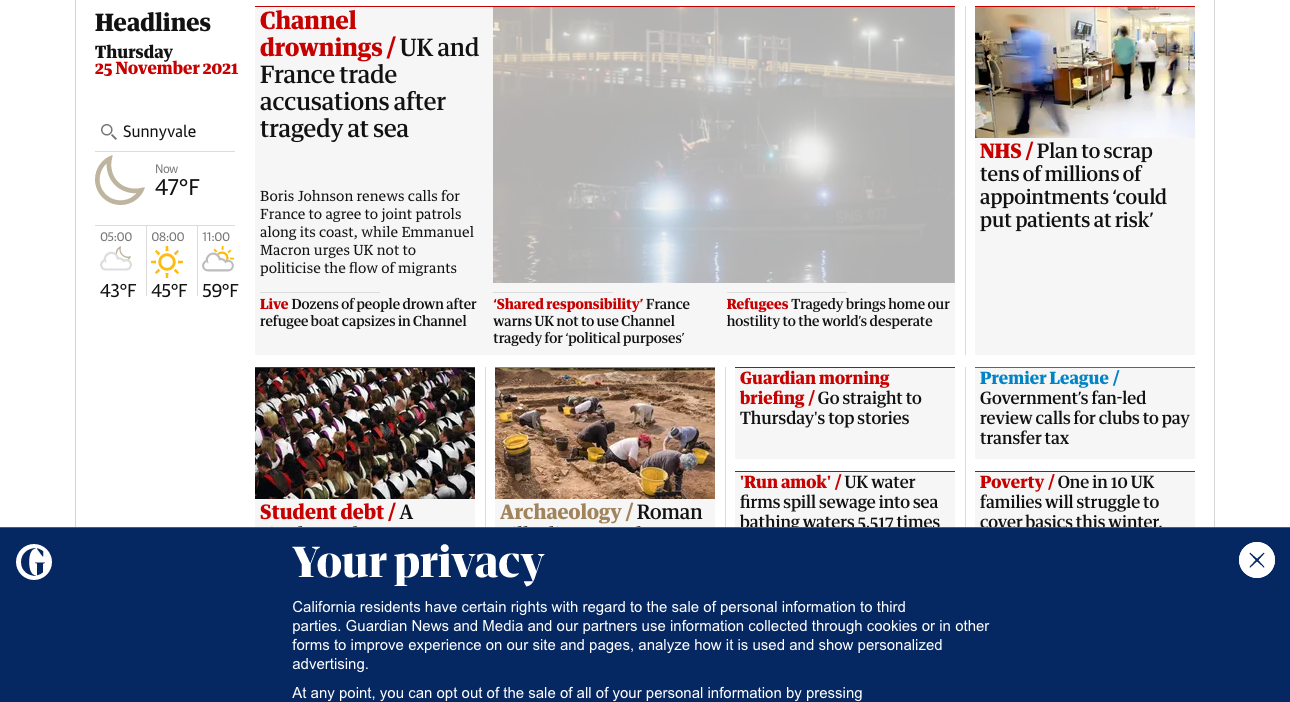 Headlines
Thursday
25 November 2021
Sunnyvale
Now
47°F
05:00
08:00
11:00
43°F
45°F
59°F
Channel
drownings / UK and
France trade
accusations after
tragedy at sea
Boris Johnson renews calls for
France to agree to joint patrols
along its coast, while Emmanuel
Macron urges UK not to
politicise the flow of migrants
Live Dozens of people drown after
refugee boat capsizes in Channel
'Shared responsibility' France
warns UK not to use Channel
tragedy for 'political purposes'
Refugees Tragedy brings home our
hostility to the world's desperate
NHS / Plan to scrap
tens of millions of
appointments 'could
put patients at risk'
Student debt / A
Archaeology / Roman
Guardian morning
briefing / Go straight to
Thursday's top stories
'Run amok' / UK water
firms spill sewage into sea
bathing waters 5,517 times
Premier League /
Government's fan-led
review calls for clubs to pay
transfer tax
Poverty / One in 10 UK
families will struggle to
cover basics this winter,
Your privacy
California residents have certain rights with regard to the sale of personal information to third
parties. Guardian News and Media and our partners use information collected through cookies or in other
forms to improve experience on our site and pages, analyze how it is used and show personalized
advertising.
At any point, you can opt out of the sale of all of your personal information by pressing